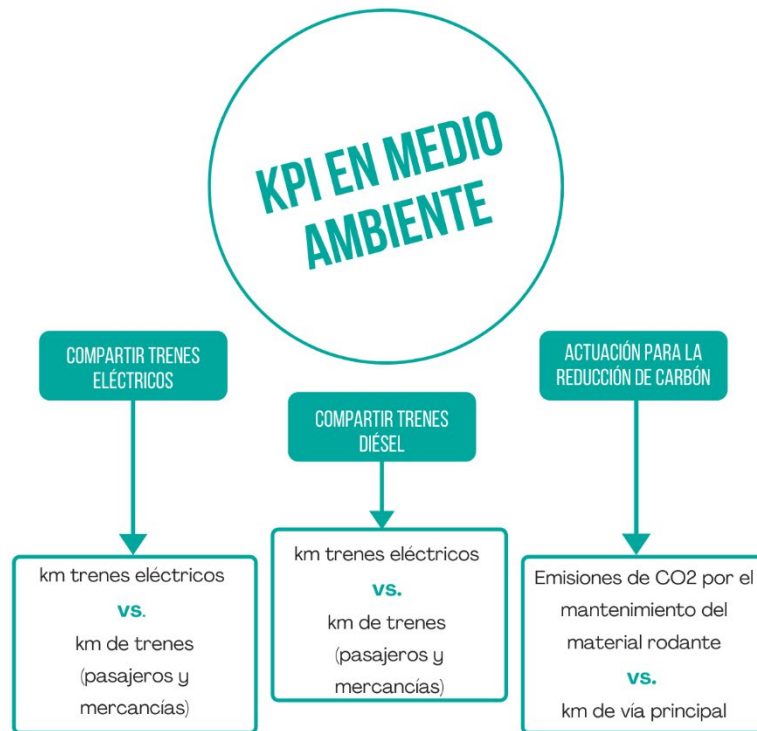 KPI EN MEDIO
AMBIENTE
COMPARTIR TRENES
ELÉCTRICOS
km trenes eléctricos
vs.
km de trenes
(pasajeros y
mercancías)
COMPARTIR TRENES
DIÉSEL
km trenes eléctricos
vs.
km de trenes
(pasajeros y
mercancías)
ACTUACIÓN PARA LA
REDUCCIÓN DE CARBÓN
Emisiones de CO2 por el
mantenimiento del
material rodante
vs.
km de vía principal